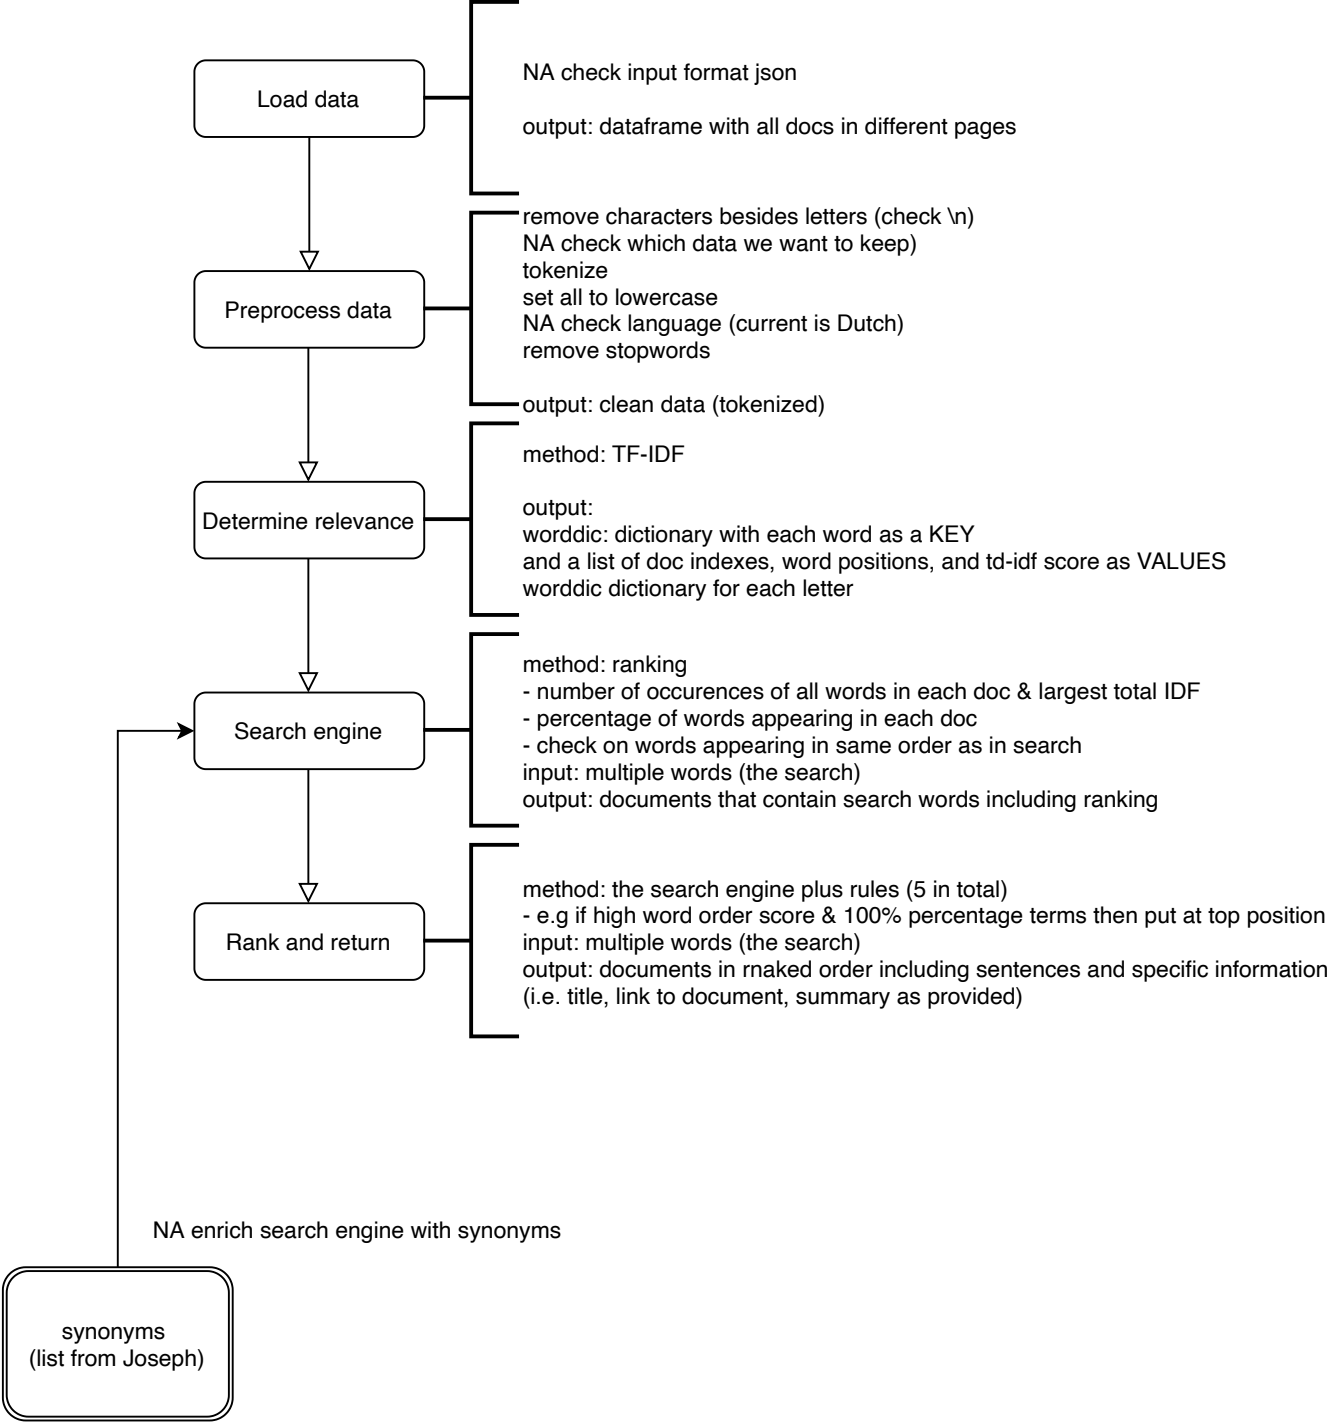 Load data
NA check input format json
output: dataframe with all docs in different pages
Preprocess data
remove characters besides letters (check \n)
NA check which data we want to keep)
tokenize
set all to lowercase
NA check language (current is Dutch)
remove stopwords
output: clean data (tokenized)
Determine relevance
method: TF-IDF
output:
worddic: dictionary with each word as a KEY
and a list of doc indexes, word positions, and td-idf score as VALUES
worddic dictionary for each letter
Search engine
method: ranking
- number of occurences of all words in each doc & largest total IDF
- percentage of words appearing in each doc
- check on words appearing in same order as in search
input: multiple words (the search)
output: documents that contain search words including ranking
Rank and return
method: the search engine plus rules (5 in total)
- e.g if high word order score & 100% percentage terms then put at top position
input: multiple words (the search)
output: documents in rnaked order including sentences and specific information
(i.e. title, link to document, summary as provided)
NA enrich search engine with synonyms
synonyms
(list from Joseph)